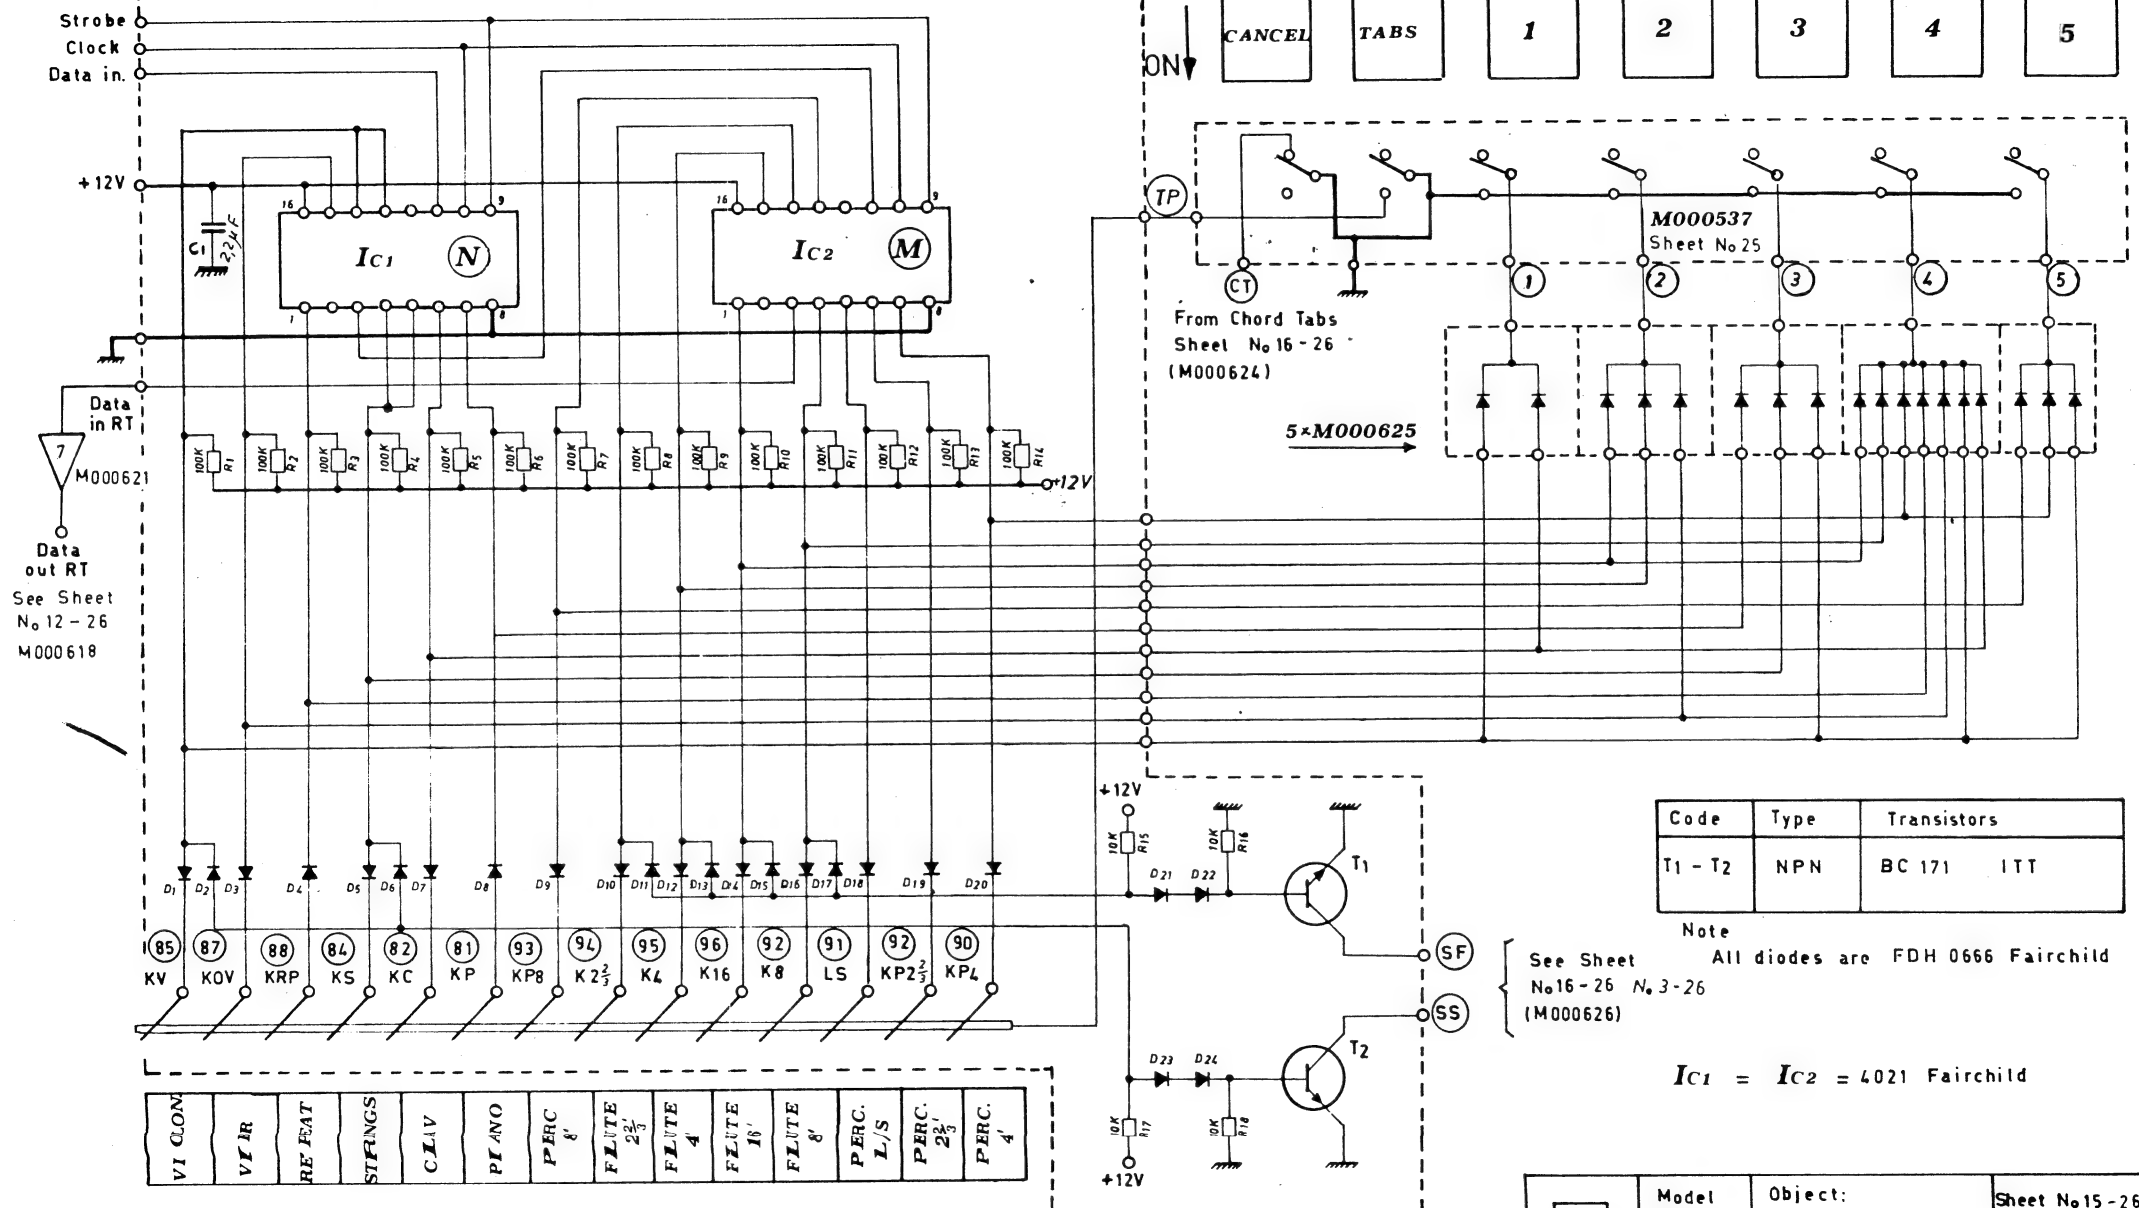 Strobe
Clock
Data in.
+12V
C1
2,2µF
16
9
IC1
N
1
8
16
9
IC2
M
1
8
Data
in RT
7
M000621
Data
out RT
See Sheet
No 12-26
M000618
100K R1
100K R2
100K R3
100K R4
100K R5
100K R6
100K R7
100K R8
100K R9
100K R10
100K R11
100K R12
100K R13
100K R14
+12V
ON
CANCEL
TABS
1
2
3
4
5
TP
M000537
Sheet No 25
CT
1
2
3
4
5
From Chord Tabs
Sheet No 16-26
(M000624)
5×M000625
D1
D2
D3
D4
D5
D6
D7
D8
D9
D10
D11
D12
D13
D14
D15
D16
D17
D18
D19
D20
85
87
88
84
82
81
93
94
95
96
92
91
92
90
KV
KOV
KRP
KS
KC
KP
KP8
K2 2/3
K4
K16
K8
LS
KP2 2/3
KP4
VIOLON
VI IR
REPEAT
STRINGS
CLAV
PIANO
PERC 8'
FLUTE 2 2/3'
FLUTE 4'
FLUTE 16'
FLUTE 8'
PERC. L/S
PERC. 2 2/3'
PERC. 4'
+12V
10K R15
10K R16
D21
D22
T1
SF
SS
D23
D24
T2
10K R17
10K R18
+12V
See Sheet
No 16-26 No 3-26
(M000626)
Code Type Transistors
T1 - T2 NPN BC 171 ITT
Note
All diodes are FDH 0666 Fairchild
IC1 = IC2 = 4021 Fairchild
Model
Object:
Sheet No 15-26